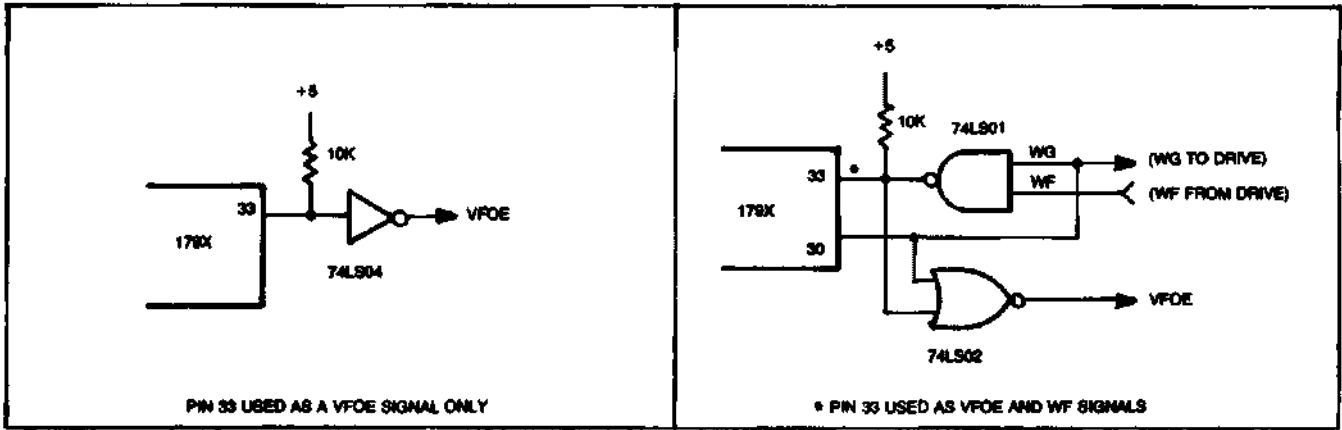 +5
10K
33
179X
VFOE
74LS04
PIN 33 USED AS A VFOE SIGNAL ONLY
+5
10K
74LS01
*
33
WG
(WG TO DRIVE)
WF
(WF FROM DRIVE)
179X
30
VFOE
74LS02
* PIN 33 USED AS VFOE AND WF SIGNALS